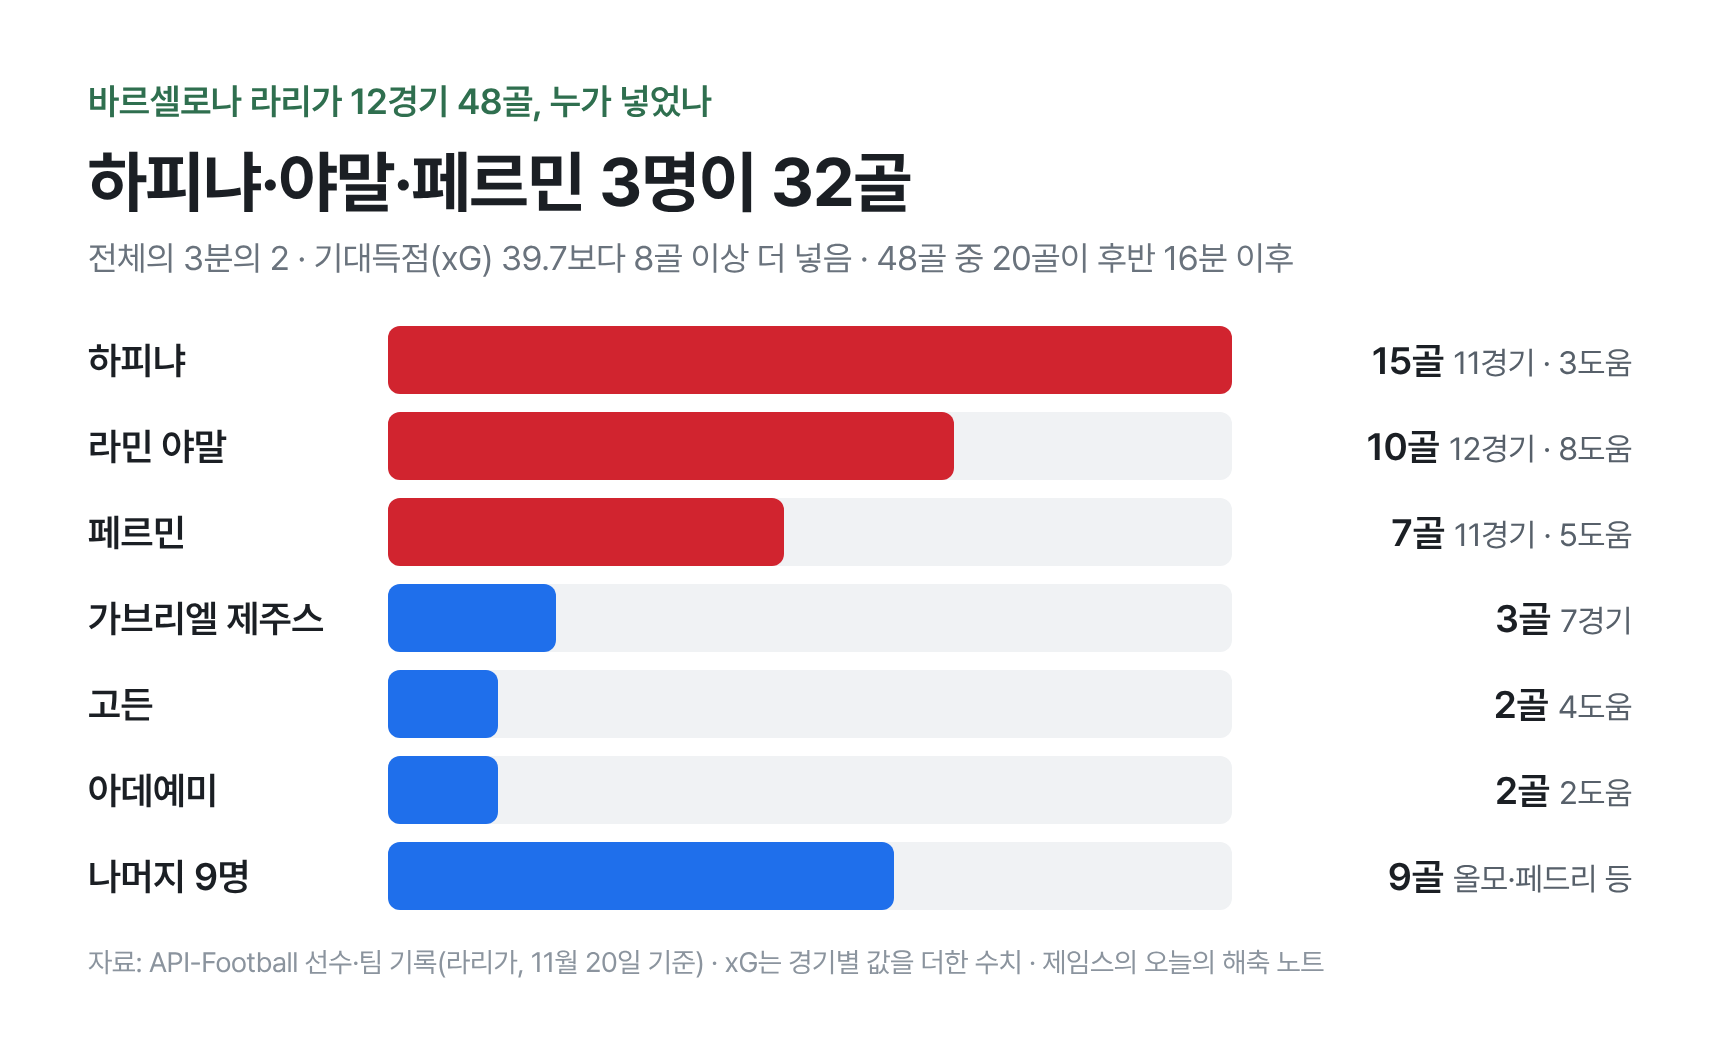 바르셀로나 라리가 12경기 48골, 누가 넣었나
하피냐·야말·페르민 3명이 32골
전체의 3분의 2 · 기대득점(xG) 39.7보다 8골 이상 더 넣음 · 48골 중 20골이 후반 16분 이후
하피냐 15골 11경기 · 3도움
라민 야말 10골 12경기 · 8도움
페르민 7골 11경기 · 5도움
가브리엘 제주스 3골 7경기
고든 2골 4도움
아데예미 2골 2도움
나머지 9명 9골 올모·페드리 등
자료: API-Football 선수·팀 기록(라리가, 11월 20일 기준) · xG는 경기별 값을 더한 수치 · 제임스의 오늘의 해축 노트